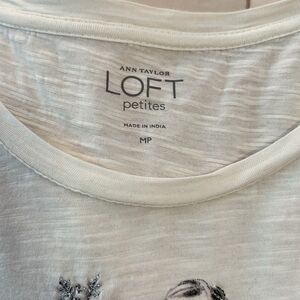 ANN TAYLOR
LOFT
petites
MADE IN INDIA
MP